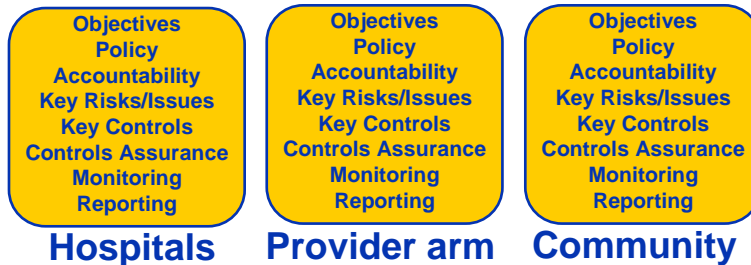 Objectives
Policy
Accountability
Key Risks/Issues
Key Controls
Controls Assurance
Monitoring
Reporting
Hospitals
Objectives
Policy
Accountability
Key Risks/Issues
Key Controls
Controls Assurance
Monitoring
Reporting
Provider arm
Objectives
Policy
Accountability
Key Risks/Issues
Key Controls
Controls Assurance
Monitoring
Reporting
Community